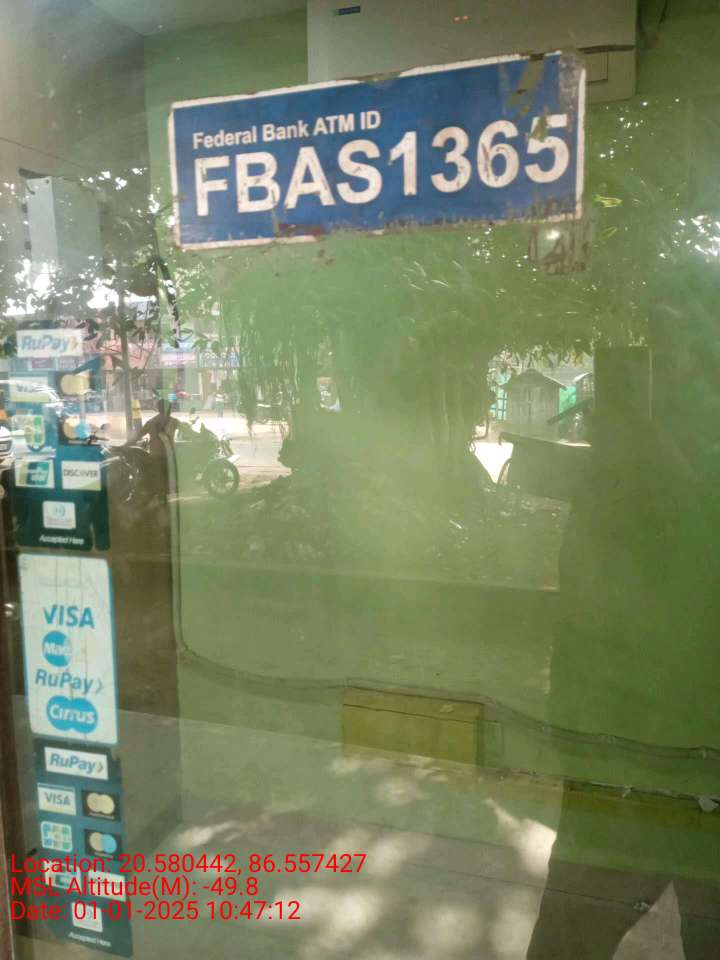 Federal Bank ATM ID
FBAS1365
RuPay
VISA
DISCOVER
Accepted Here
VISA
RuPay
Cirrus
RuPay
VISA
Location: 20.580442, 86.557427
MSL Altitude(M): -49.8
Date: 01-01-2025 10:47:12
Accepted Here